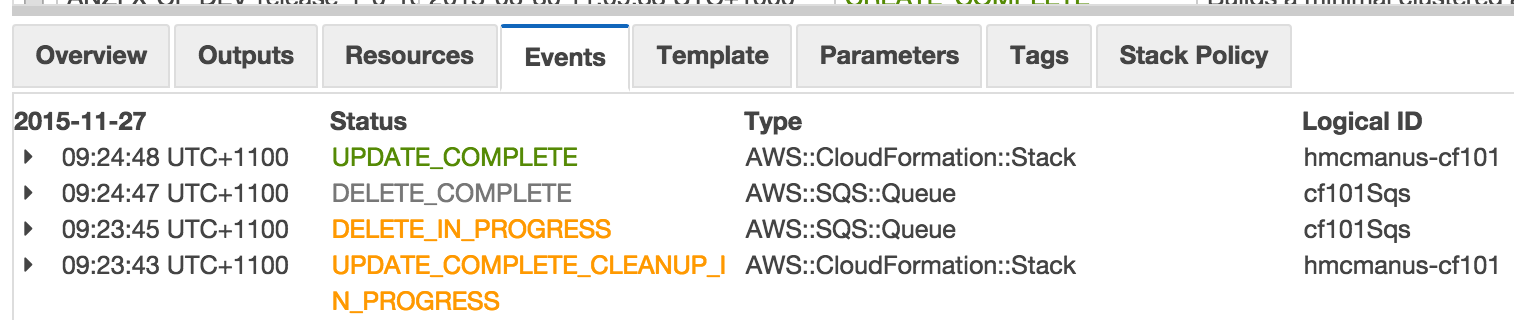 Overview Outputs Resources Events Template Parameters Tags Stack Policy
2015-11-27 Status Type Logical ID
09:24:48 UTC+1100 UPDATE_COMPLETE AWS::CloudFormation::Stack hmcmanus-cf101
09:24:47 UTC+1100 DELETE_COMPLETE AWS::SQS::Queue cf101Sqs
09:23:45 UTC+1100 DELETE_IN_PROGRESS AWS::SQS::Queue cf101Sqs
09:23:43 UTC+1100 UPDATE_COMPLETE_CLEANUP_I AWS::CloudFormation::Stack hmcmanus-cf101
N_PROGRESS